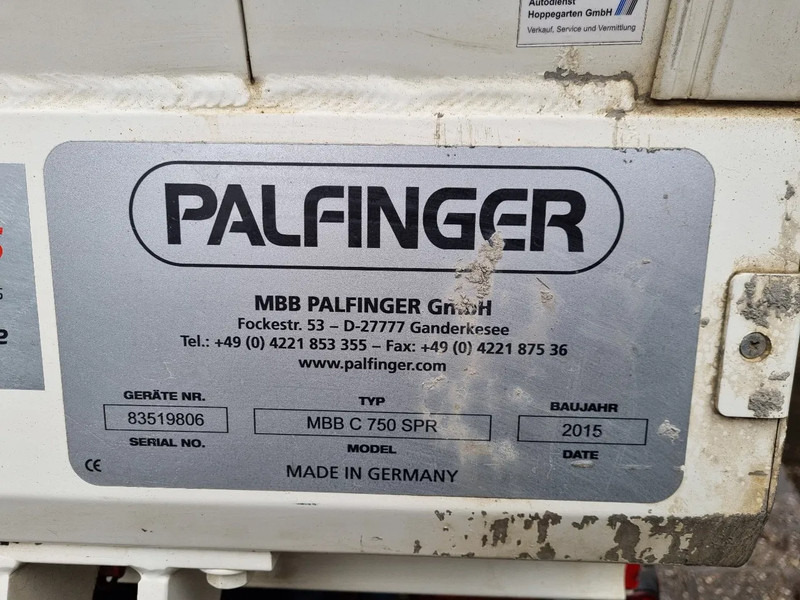 Autodienst
Hoppegarten GmbH
Verkauf, Service und Vermittlung
PALFINGER
MBB PALFINGER GmbH
Fockestr. 53 – D-27777 Ganderkesee
Tel.: +49 (0) 4221 853 355 – Fax: +49 (0) 4221 875 36
www.palfinger.com
GERÄTE NR.
83519806
SERIAL NO.
TYP
MBB C 750 SPR
MODEL
BAUJAHR
2015
DATE
CE
MADE IN GERMANY